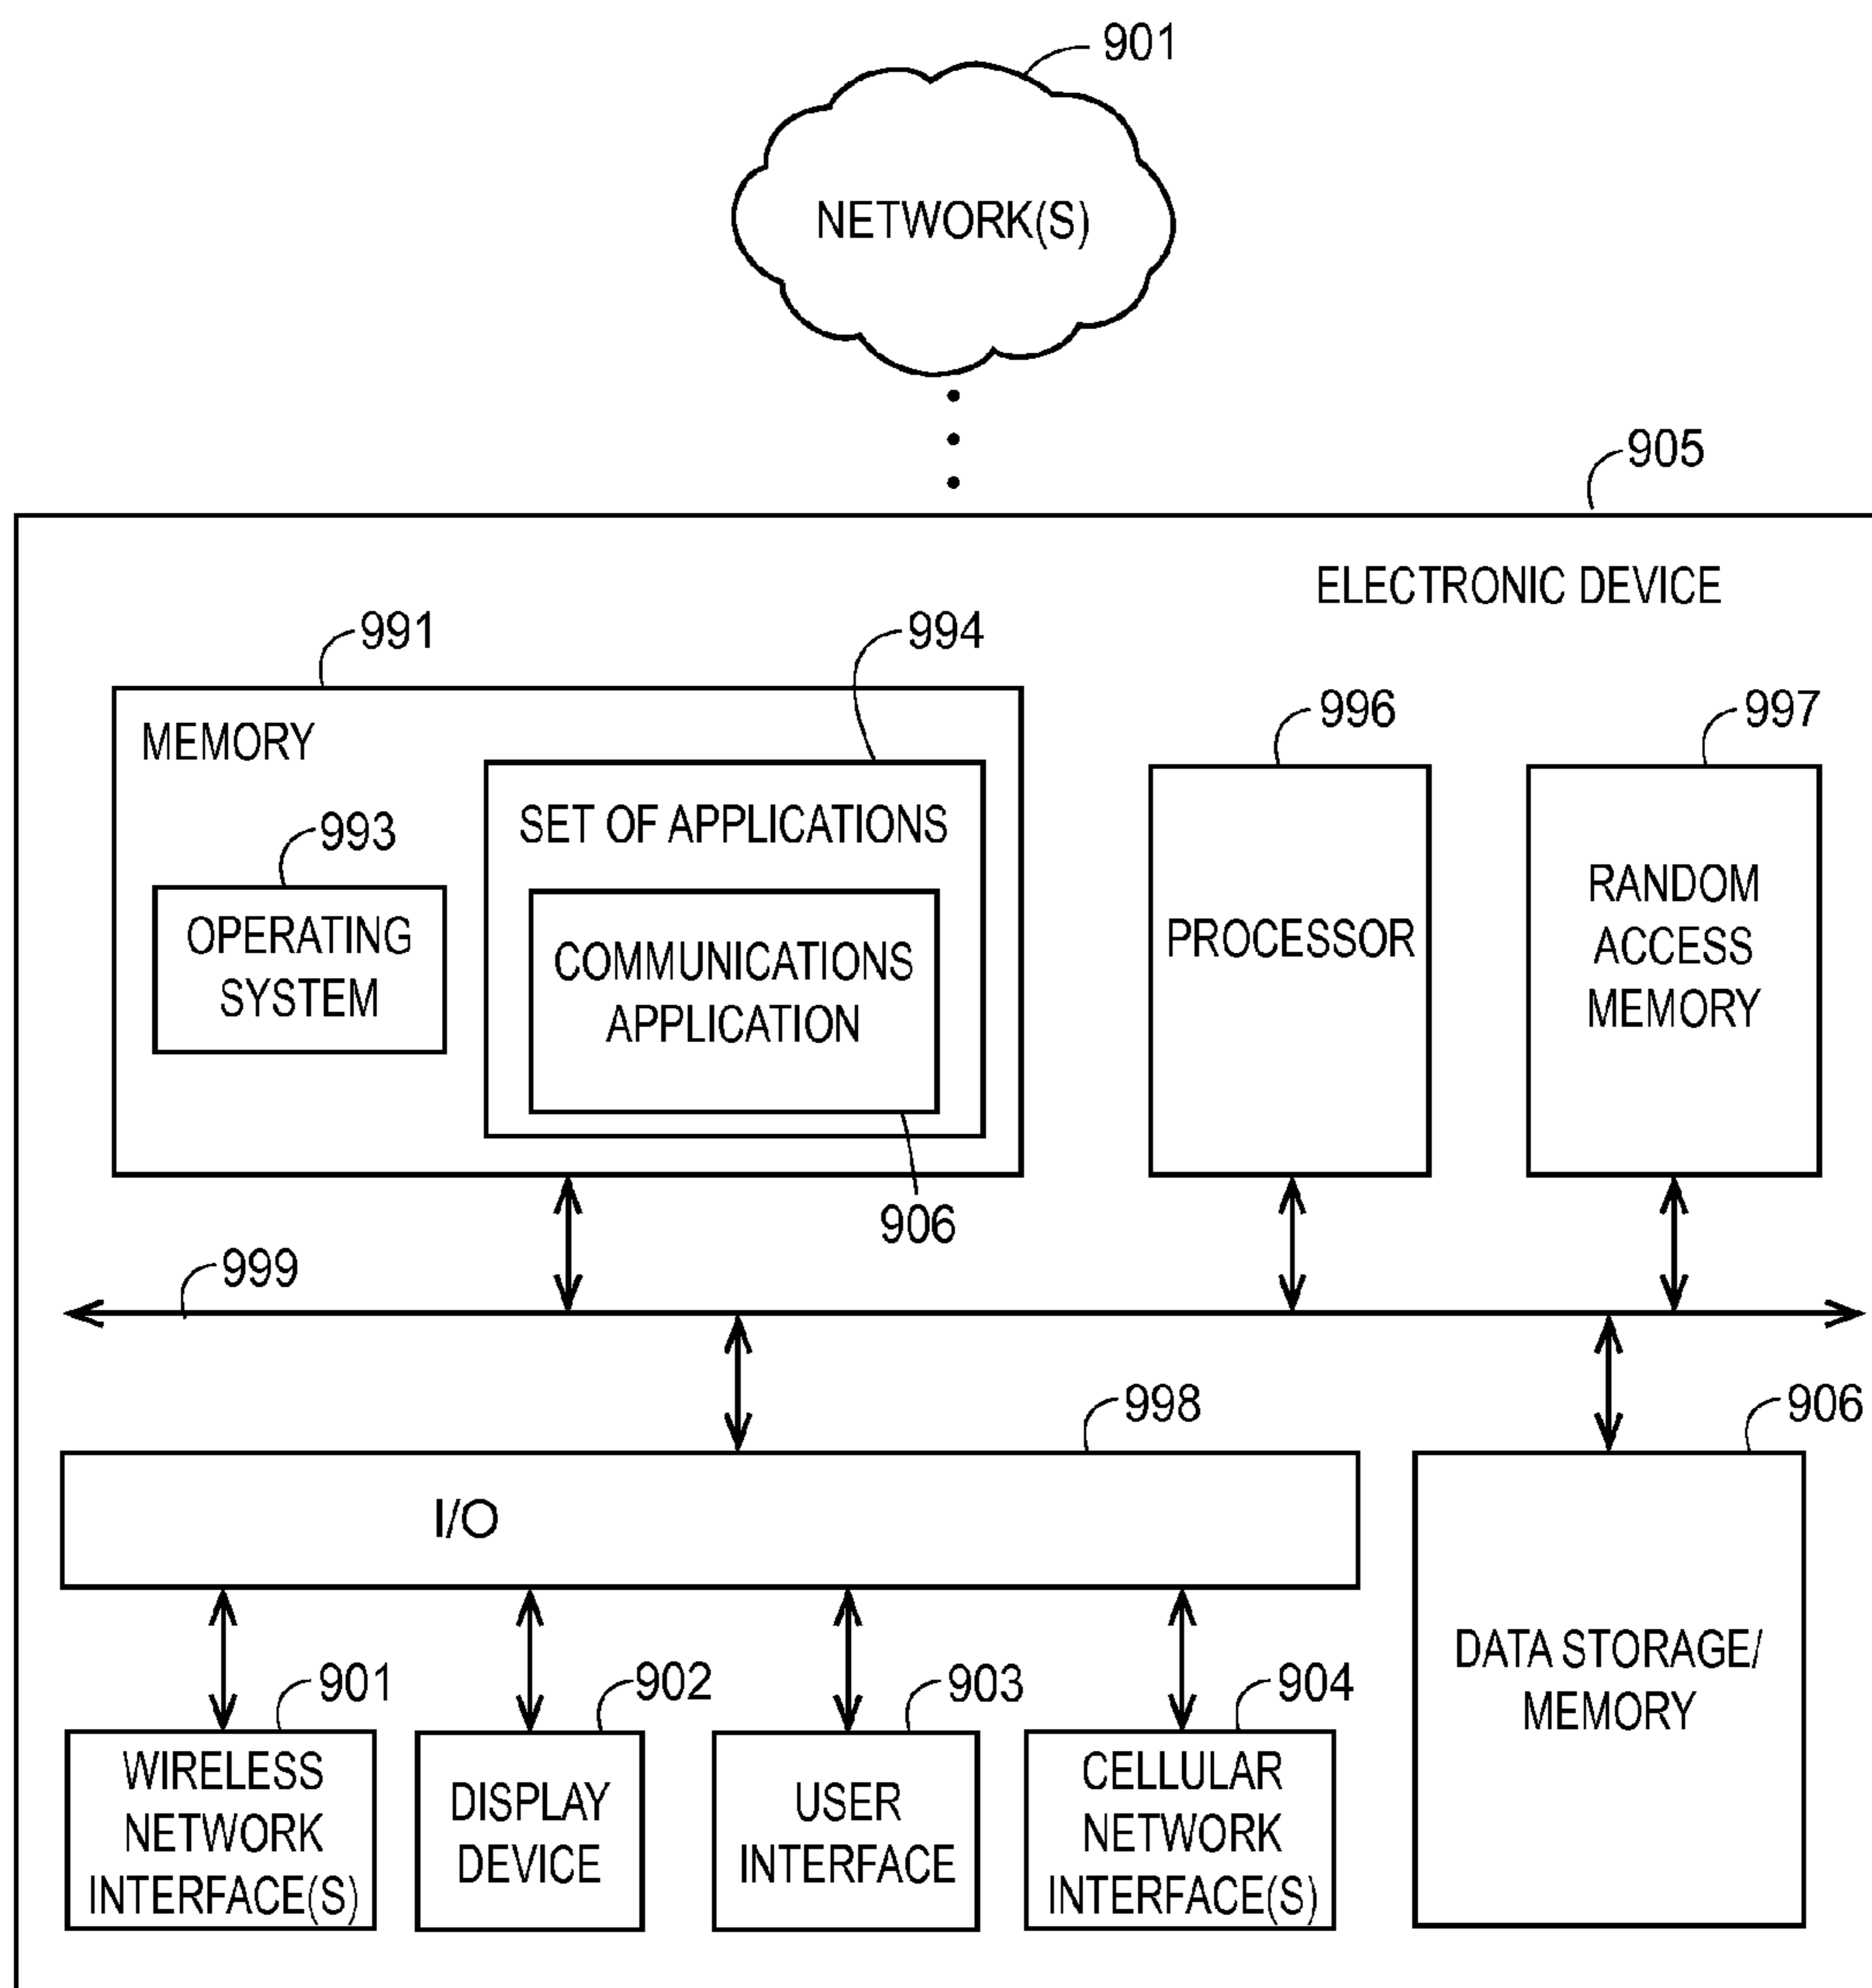 901
NETWORK(S)
905
ELECTRONIC DEVICE
991
994
MEMORY
996
997
SET OF APPLICATIONS
993
OPERATING
SYSTEM
COMMUNICATIONS
APPLICATION
PROCESSOR
RANDOM
ACCESS
MEMORY
906
999
998
906
I/O
DATA STORAGE/
MEMORY
901
902
903
904
WIRELESS
NETWORK
INTERFACE(S)
DISPLAY
DEVICE
USER
INTERFACE
CELLULAR
NETWORK
INTERFACE(S)